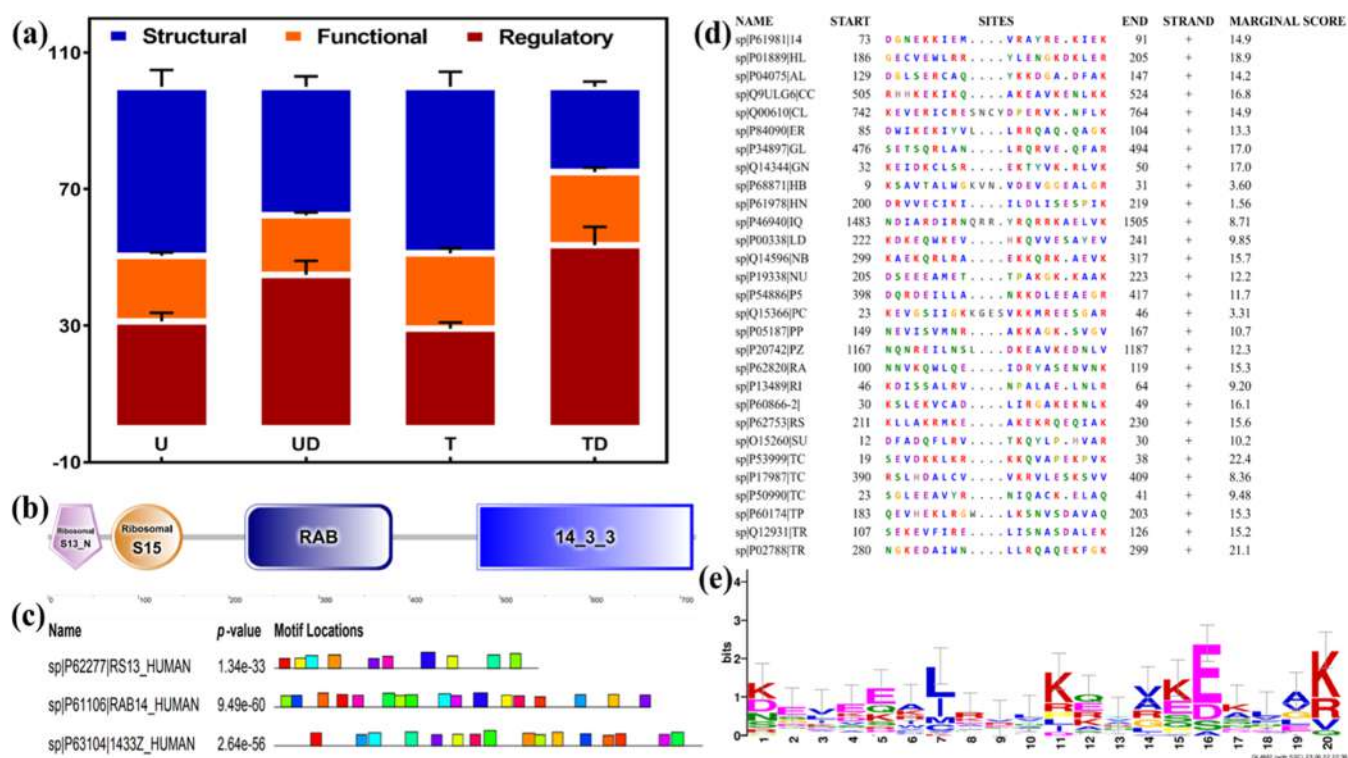 (a)
Structural Functional Regulatory
110
70
30
-10
U UD T TD
(b)
Ribosomal S13_N
Ribosomal S15
RAB
14_3_3
0 100 200 300 400 500 600 700
(c)
Name p-value Motif Locations
sp|P62277|RS13_HUMAN 1.34e-33
sp|P61106|RAB14_HUMAN 9.49e-60
sp|P63104|1433Z_HUMAN 2.64e-56
(d)
NAME START SITES END STRAND MARGINAL SCORE
sp|P61981|14 73 DGNEKKIEM....VRAYRE.KIEK 91 + 14.9
sp|P01889|HL 186 GECVEWLRR....YLENGKDKLER 205 + 18.9
sp|P04075|AL 129 DGLSERCAQ....YKKDGA.DFAK 147 + 14.2
sp|Q9ULG6|CC 505 RHHKEKIKQ....AKEAVKENLKK 524 + 16.8
sp|Q00610|CL 742 KEVERICRESNCYDPERVK.NFLK 764 + 14.9
sp|P84090|ER 85 DWIKEKIYVL...LRRQAQ.QAGK 104 + 13.3
sp|P34897|GL 476 SETSQRLAN....LRQRVE.QFAR 494 + 17.0
sp|Q14344|GN 32 KEIDKCLSR....EKTYVK.RLVK 50 + 17.0
sp|P68871|HB 9 KSAVTALWGKVN.VDEVGGEALGR 31 + 3.60
sp|P61978|HN 200 DRVVECIKI....ILDLISESPIK 219 + 1.56
sp|P46940|IQ 1483 NDIARDIRNQRR.YRQRRKAELVK 1505 + 8.71
sp|P00338|LD 222 KDKEQWKEV....HKQVVESAYEV 241 + 9.85
sp|Q14596|NB 299 KAEKQRLRA....EKKQVK.AEKV 317 + 15.7
sp|P19338|NU 205 DSEEEAMET....TPAKGK.KAAK 223 + 12.2
sp|P54886|P5 398 DQRDEILLA....NKKDLEEAEGR 417 + 11.7
sp|Q15366|PC 23 KEVGSIIGKKGESVKKMREESGAR 46 + 3.31
sp|P05187|PP 149 NEVISVMNR....AKKAGK.SVGV 167 + 10.7
sp|P20742|PZ 1167 NQNREILNSL...DKEAVKEDNLV 1187 + 12.3
sp|P62820|RA 100 NNVKQWLQE....IDRYASENVNK 119 + 15.3
sp|P13489|RI 46 KDISSALRV....NPALAE.LNLR 64 + 9.20
sp|P60866-2| 30 KSLEKVCAD....LIRGAKEKNLK 49 + 16.1
sp|P62753|RS 211 KLLAKRMKE....AKEKRQEQIAK 230 + 15.6
sp|O15260|SU 12 DFADQFLRV....TKQYLP.HVAR 30 + 10.2
sp|P53999|TC 19 SEVDKKLKR....KKQVAPEKPVK 38 + 22.4
sp|P17987|TC 390 RSLHDALCV....VKRVLESKSVV 409 + 8.36
sp|P50990|TC 23 SGLEEAVYR....NIQACK.ELAQ 41 + 9.48
sp|P60174|TP 183 QEVHEKLRGW...LKSNVSDAVAQ 203 + 15.3
sp|Q12931|TR 107 SEKEVFIRE....LISNASDALEK 126 + 15.2
sp|P02788|TR 280 NGKEDAIWN....LLRQAQEKFGK 299 + 21.1
(e)
bits
4
3
2
1
0
1 2 3 4 5 6 7 8 9 10 11 12 13 14 15 16 17 18 19 20